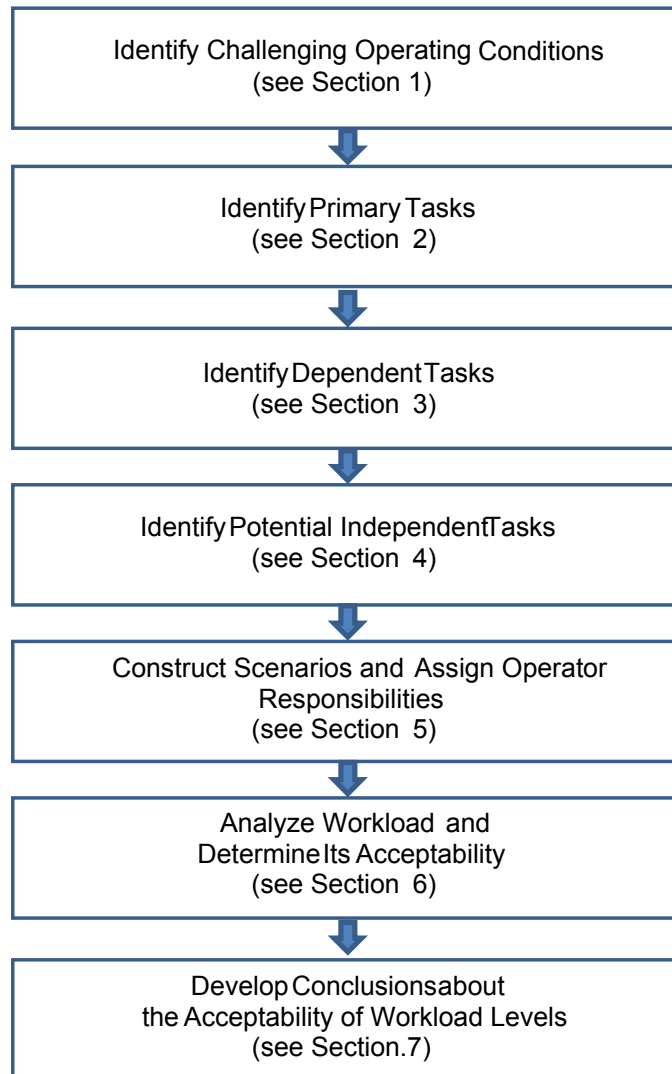 Identify Challenging Operating Conditions
(see Section 1)
Identify Primary Tasks
(see Section 2)
Identify Dependent Tasks
(see Section 3)
Identify Potential Independent Tasks
(see Section 4)
Construct Scenarios and Assign Operator
Responsibilities
(see Section 5)
Analyze Workload and
Determine Its Acceptability
(see Section 6)
Develop Conclusions about
the Acceptability of Workload Levels
(see Section.7)